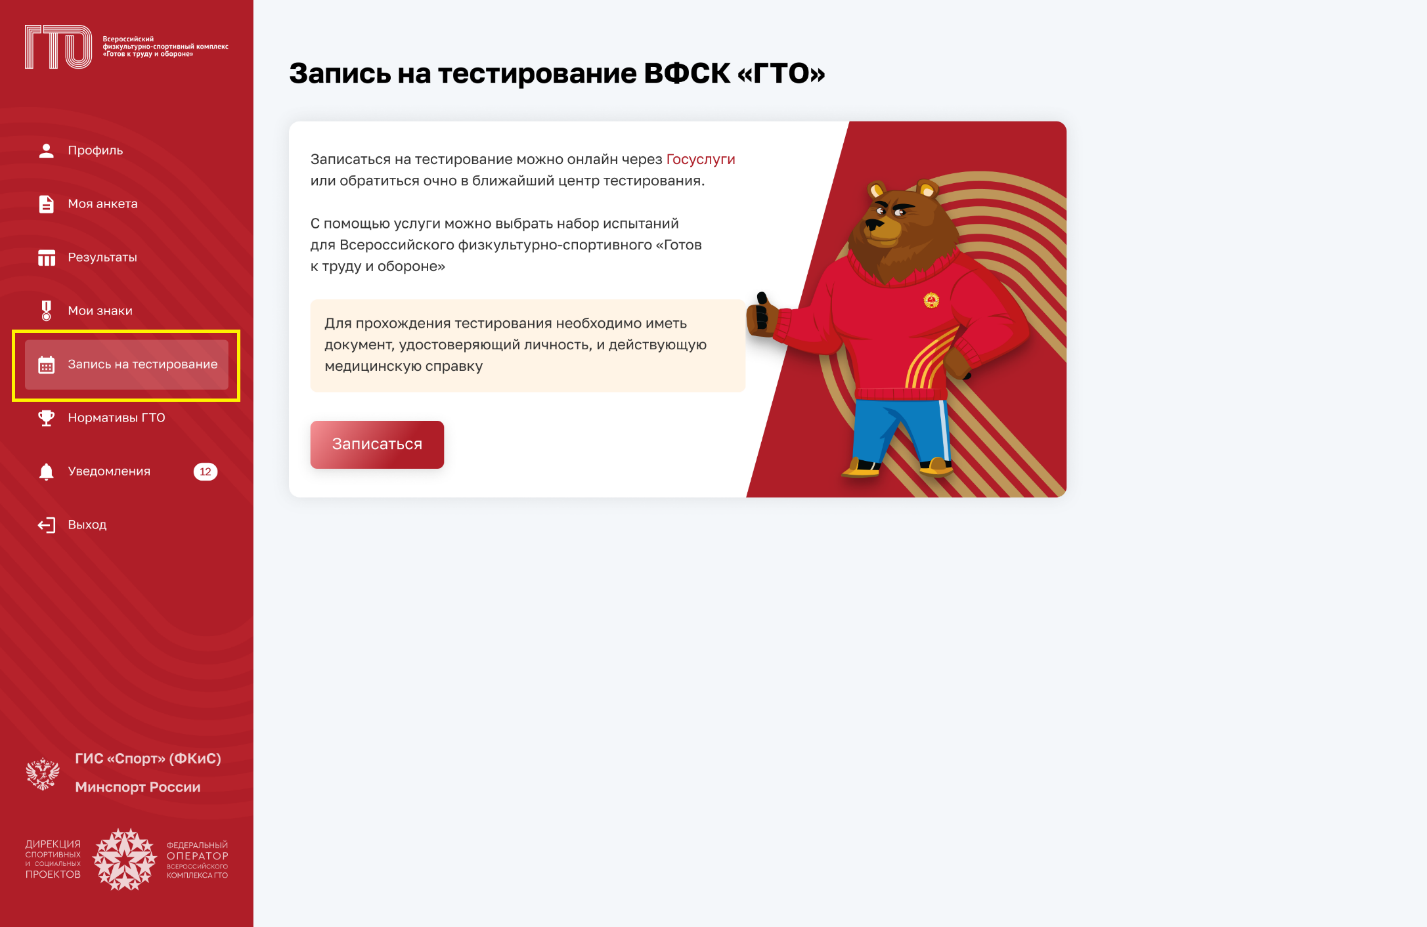 ГТО
Всероссийский
физкультурно-спортивный комплекс
«Готов к труду и обороне»
Профиль
Моя анкета
Результаты
Мои знаки
Запись на тестирование
Нормативы ГТО
Уведомления 12
Выход
ГИС «Спорт» (ФКиС)
Минспорт России
ДИРЕКЦИЯ
СПОРТИВНЫХ
И СОЦИАЛЬНЫХ
ПРОЕКТОВ
ФЕДЕРАЛЬНЫЙ
ОПЕРАТОР
ВСЕРОССИЙСКОГО
КОМПЛЕКСА ГТО
Запись на тестирование ВФСК «ГТО»
Записаться на тестирование можно онлайн через Госуслуги
или обратиться очно в ближайший центр тестирования.
С помощью услуги можно выбрать набор испытаний
для Всероссийского физкультурно-спортивного «Готов
к труду и обороне»
Для прохождения тестирования необходимо иметь
документ, удостоверяющий личность, и действующую
медицинскую справку
Записаться